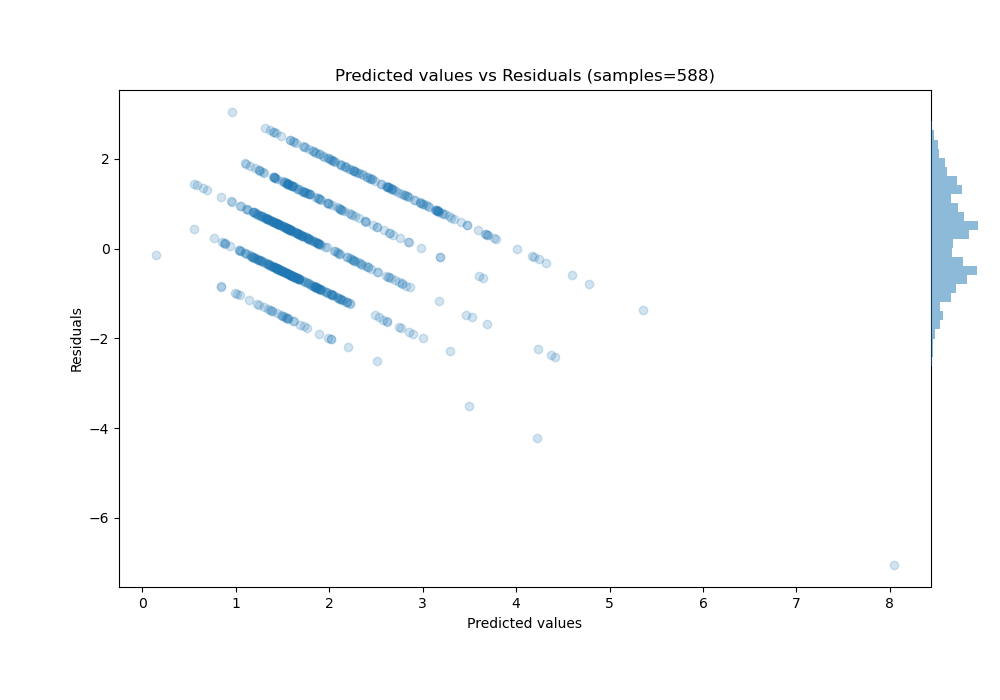 Predicted values vs Residuals (samples=588)
2
0
−2
−4
−6
Residuals
0 1 2 3 4 5 6 7 8
Predicted values